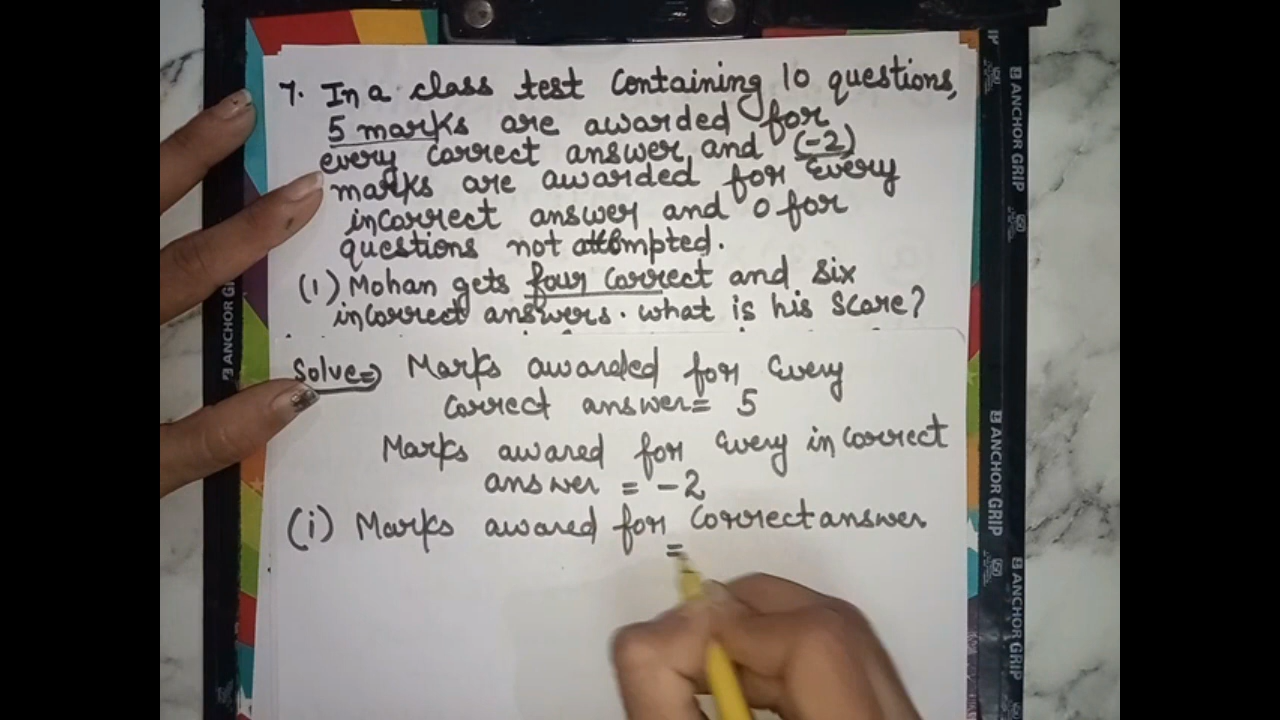 7. In a class test containing 10 questions,
5 marks are awarded for
every correct answer and (-2)
marks are awarded for every
incorrect answer and 0 for
questions not attempted.
(1) Mohan gets four correct and six
incorrect answers. what is his scare?
Solve⇒ Marks awarded for Every
correct answer = 5
Marks awared for Every incorrect
answer = -2
(i) Marks awared for correct answer
=
ANCHOR GRIP
ANCHOR GRIP
ANCHOR GRIP
ANCHOR GRIP